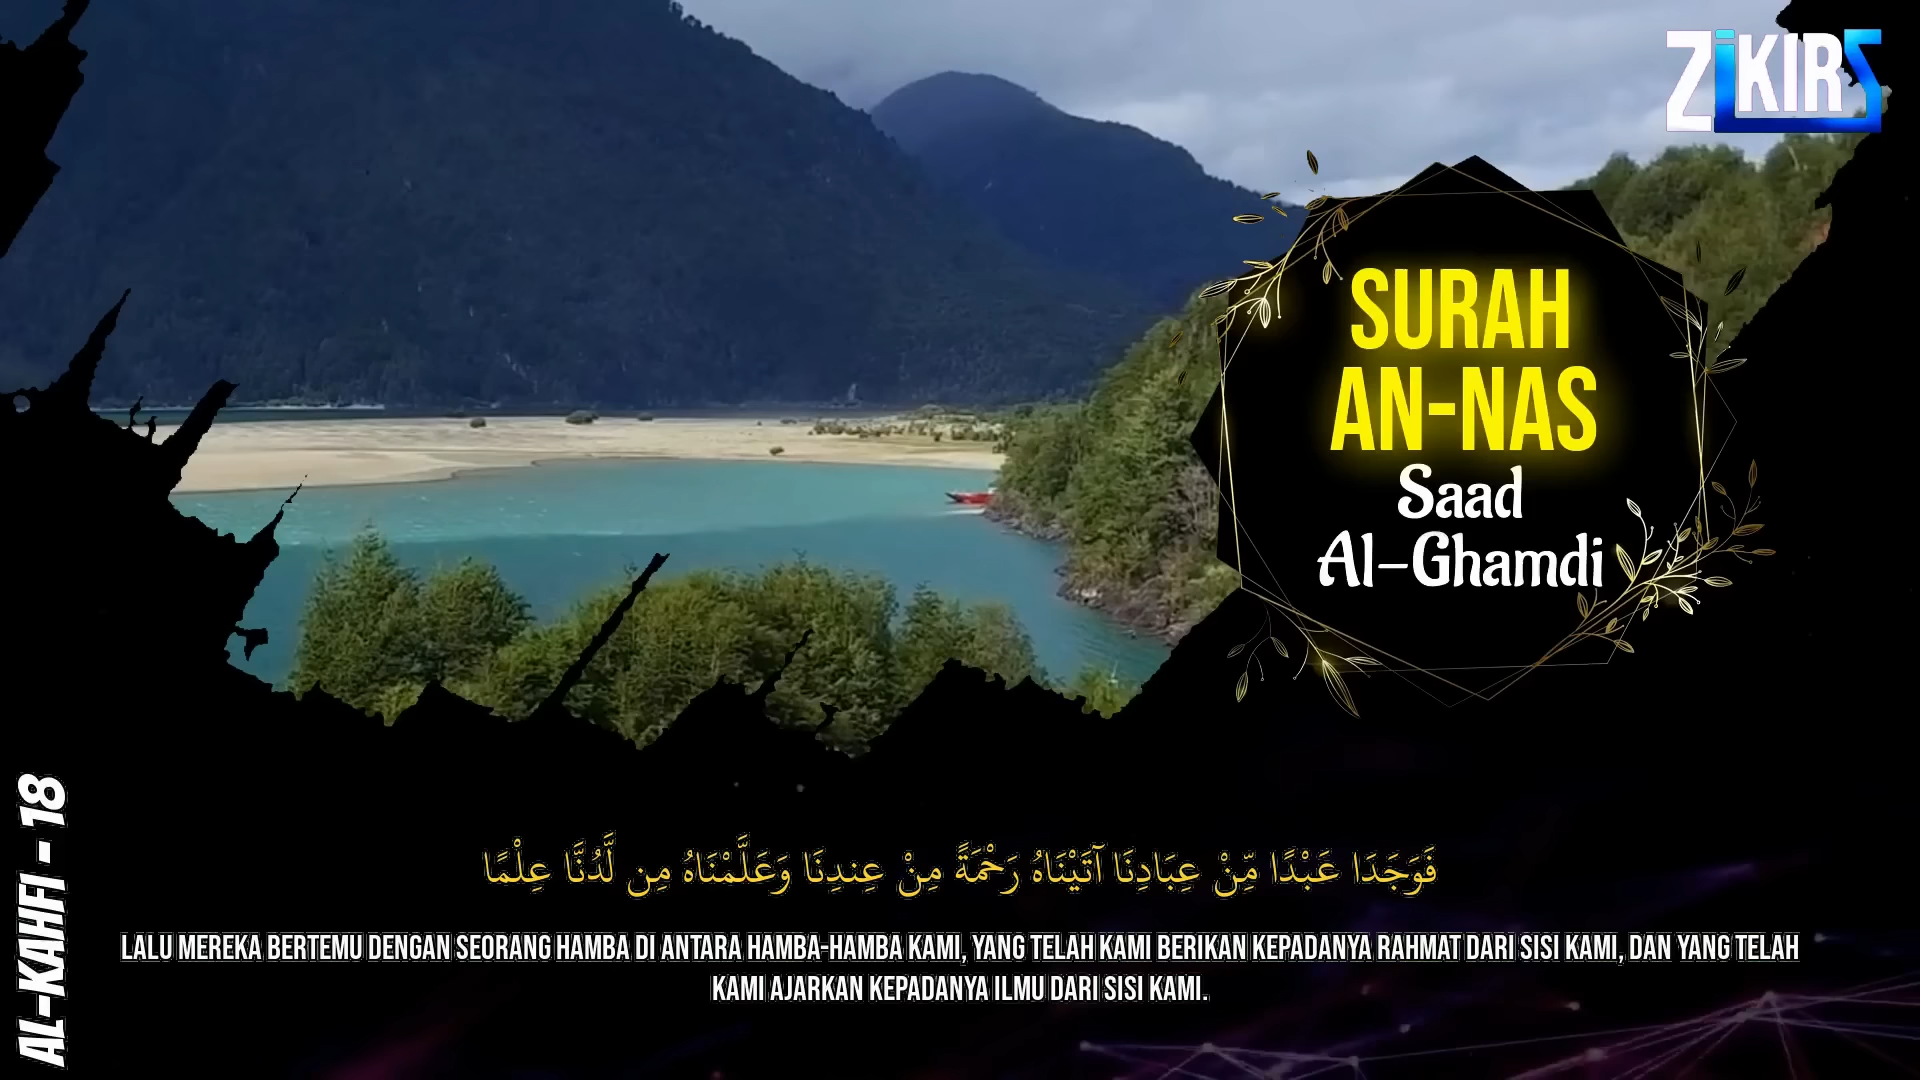 ZIKIRS
SURAH
AN-NAS
Saad
Al-Ghamdi
AL-KAHFI - 18
فَوَجَدَا عَبْدًا مِّنْ عِبَادِنَا آتَيْنَاهُ رَحْمَةً مِنْ عِندِنَا وَعَلَّمْنَاهُ مِن لَّدُنَّا عِلْمًا
LALU MEREKA BERTEMU DENGAN SEORANG HAMBA DI ANTARA HAMBA-HAMBA KAMI, YANG TELAH KAMI BERIKAN KEPADANYA RAHMAT DARI SISI KAMI, DAN YANG TELAH
KAMI AJARKAN KEPADANYA ILMU DARI SISI KAMI.